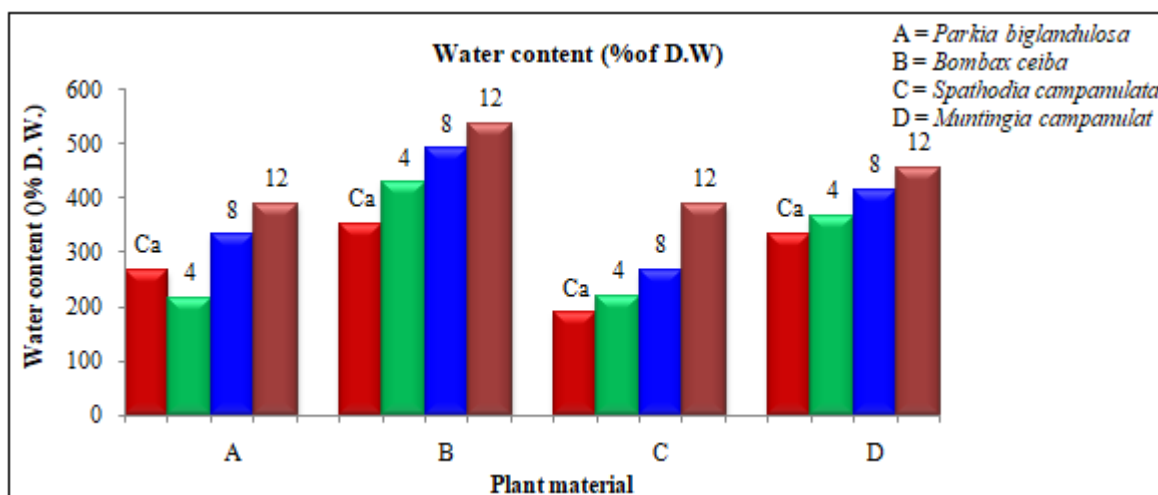 Water content (%of D.W)
A = Parkia biglandulosa
B = Bombax ceiba
C = Spathodia campanulata
D = Muntingia campanulat
Water content ()% D. W.)
600
500
400
300
200
100
0
Ca 4 8 12
Ca 4 8 12
Ca 4 8 12
Ca 4 8 12
A B C D
Plant material